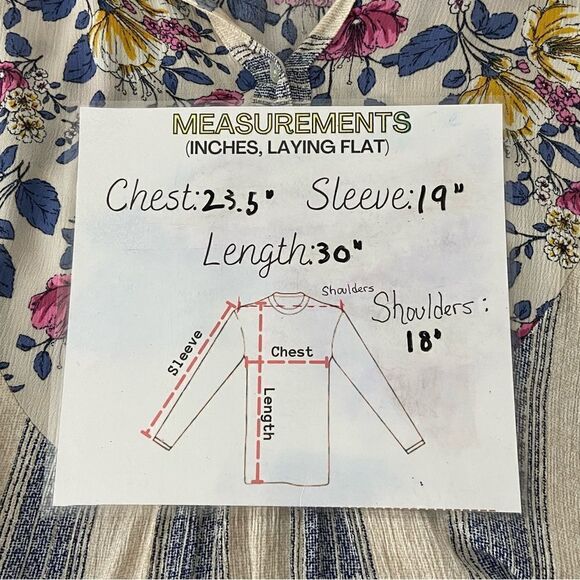 MEASUREMENTS
(INCHES, LAYING FLAT)
Chest: 23.5" Sleeve: 19"
Length: 30"
Shoulders
Shoulders:
18"
Sleeve
Chest
Length